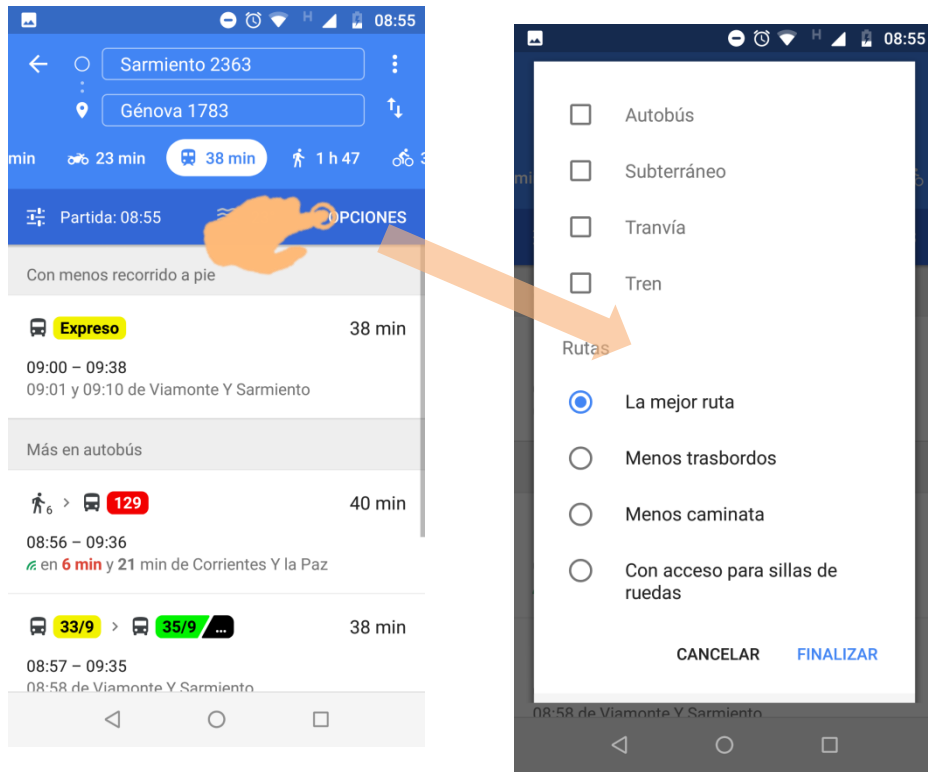 H 08:55
Sarmiento 2363
Génova 1783
min 23 min 38 min 1 h 47 3
Partida: 08:55 OPCIONES
Con menos recorrido a pie
Expreso 38 min
09:00 – 09:38
09:01 y 09:10 de Viamonte Y Sarmiento
Más en autobús
6 > 129 40 min
08:56 – 09:36
en 6 min y 21 min de Corrientes Y la Paz
33/9 > 35/9 ... 38 min
08:57 – 09:35
08:58 de Viamonte Y Sarmiento
H 08:55
Autobús
mi
Subterráneo
Tranvía
Tren
Rutas
La mejor ruta
Menos trasbordos
Menos caminata
Con acceso para sillas de
ruedas
CANCELAR FINALIZAR
08:58 de Viamonte Y Sarmiento